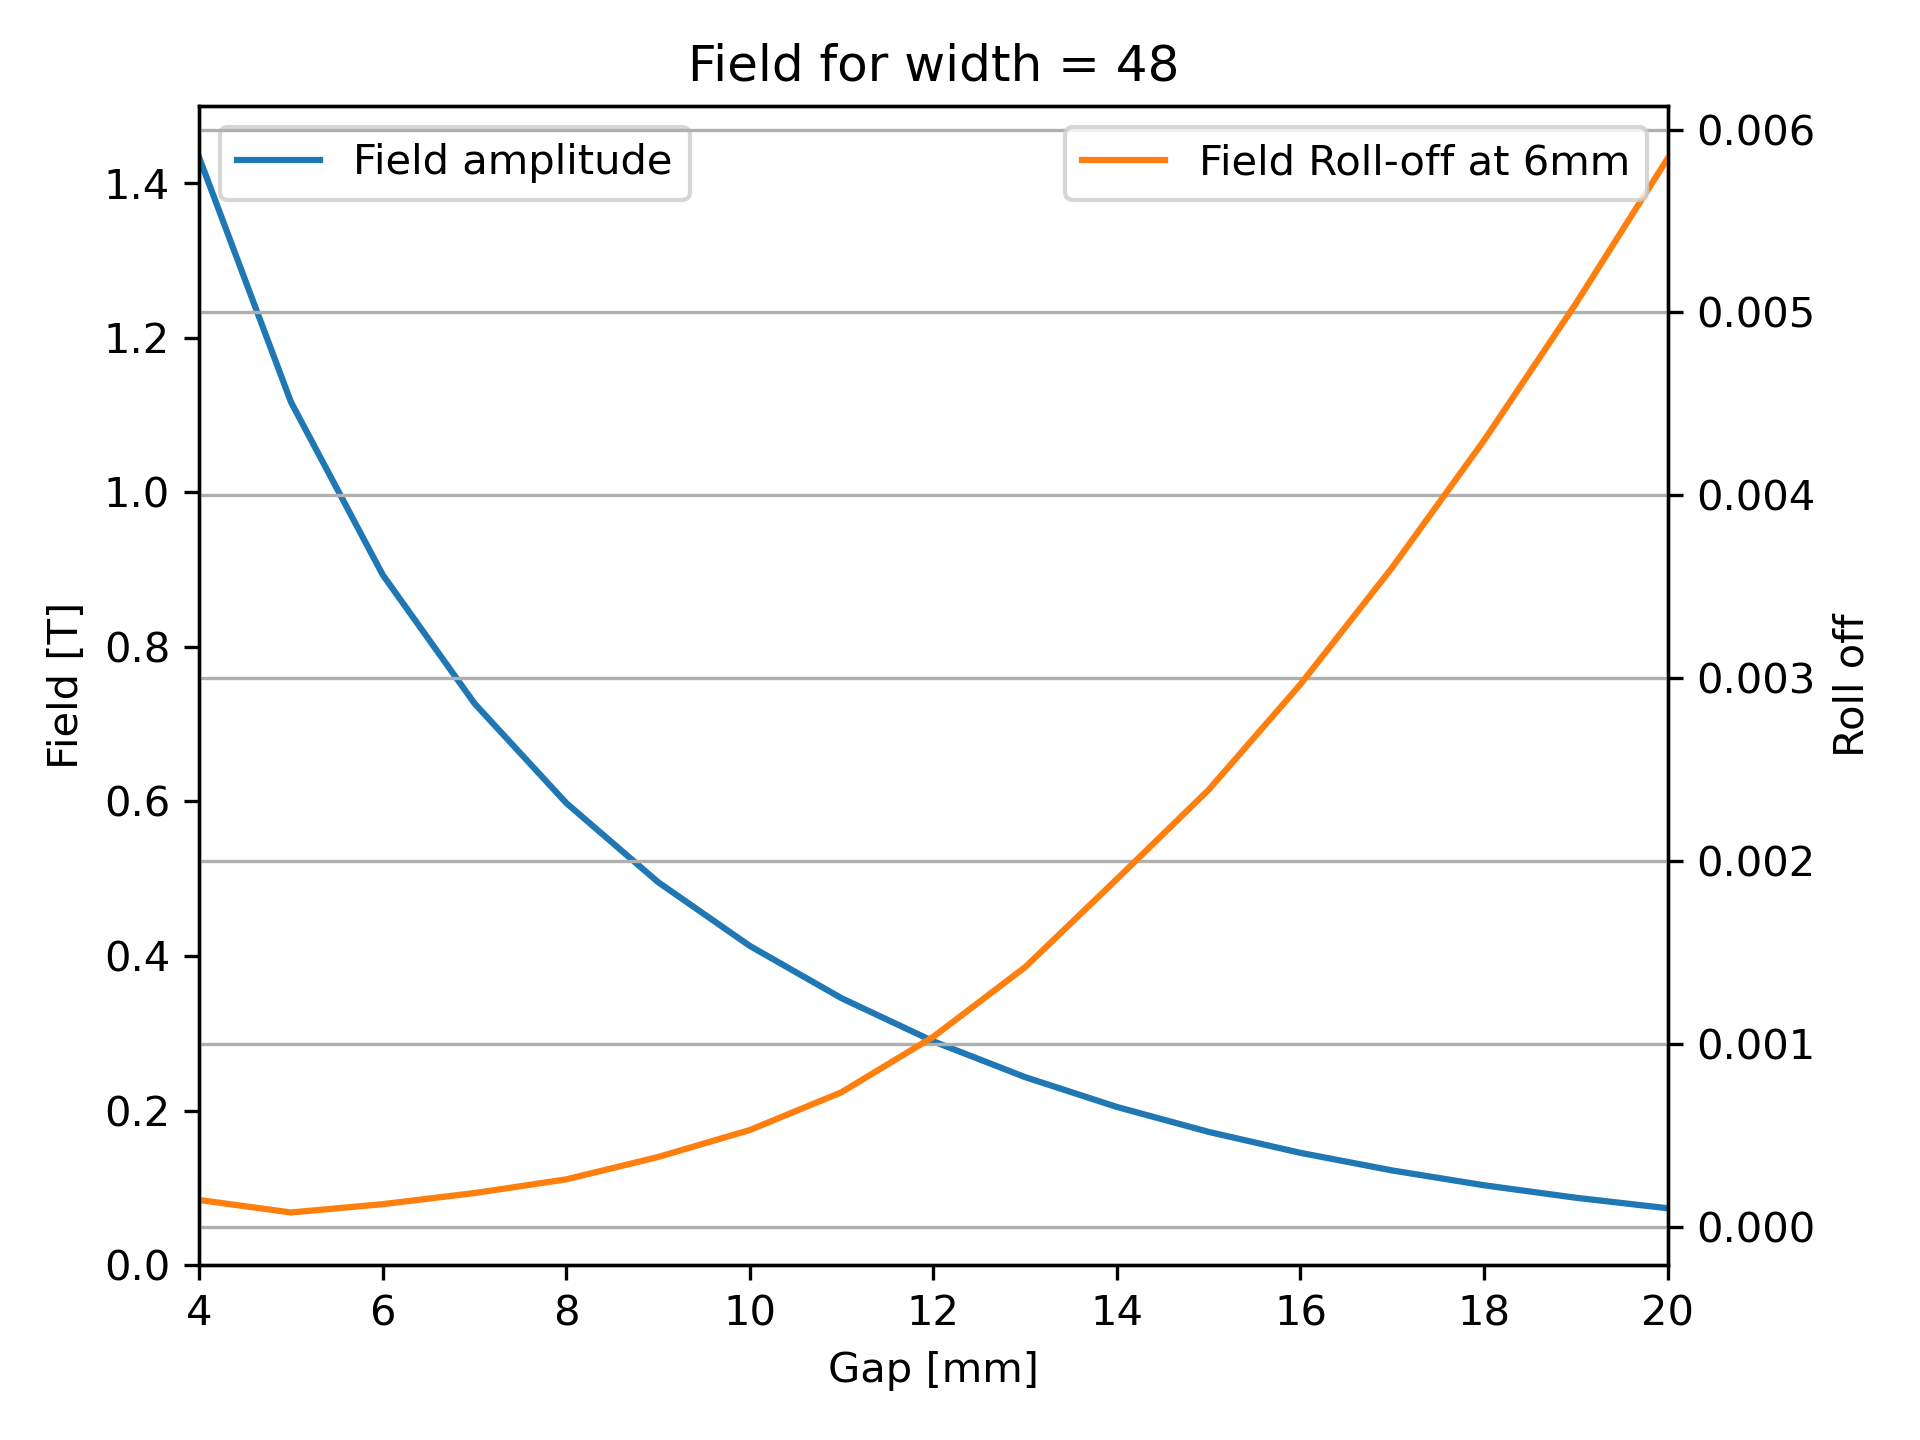 Field for width = 48
Field amplitude
Field Roll-off at 6mm
Field [T]
1.4
1.2
1.0
0.8
0.6
0.4
0.2
0.0
0.006
0.005
0.004
0.003
0.002
0.001
0.000
Roll off
4 6 8 10 12 14 16 18 20
Gap [mm]